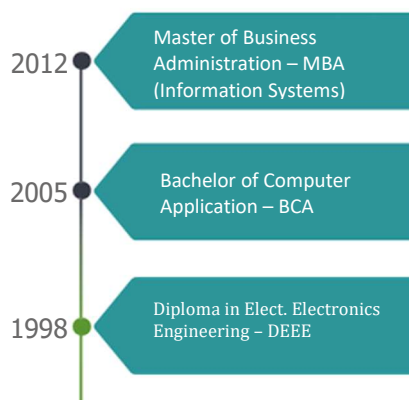 2012
Master of Business
Administration – MBA
(Information Systems)
2005
Bachelor of Computer
Application – BCA
1998
Diploma in Elect. Electronics
Engineering – DEEE